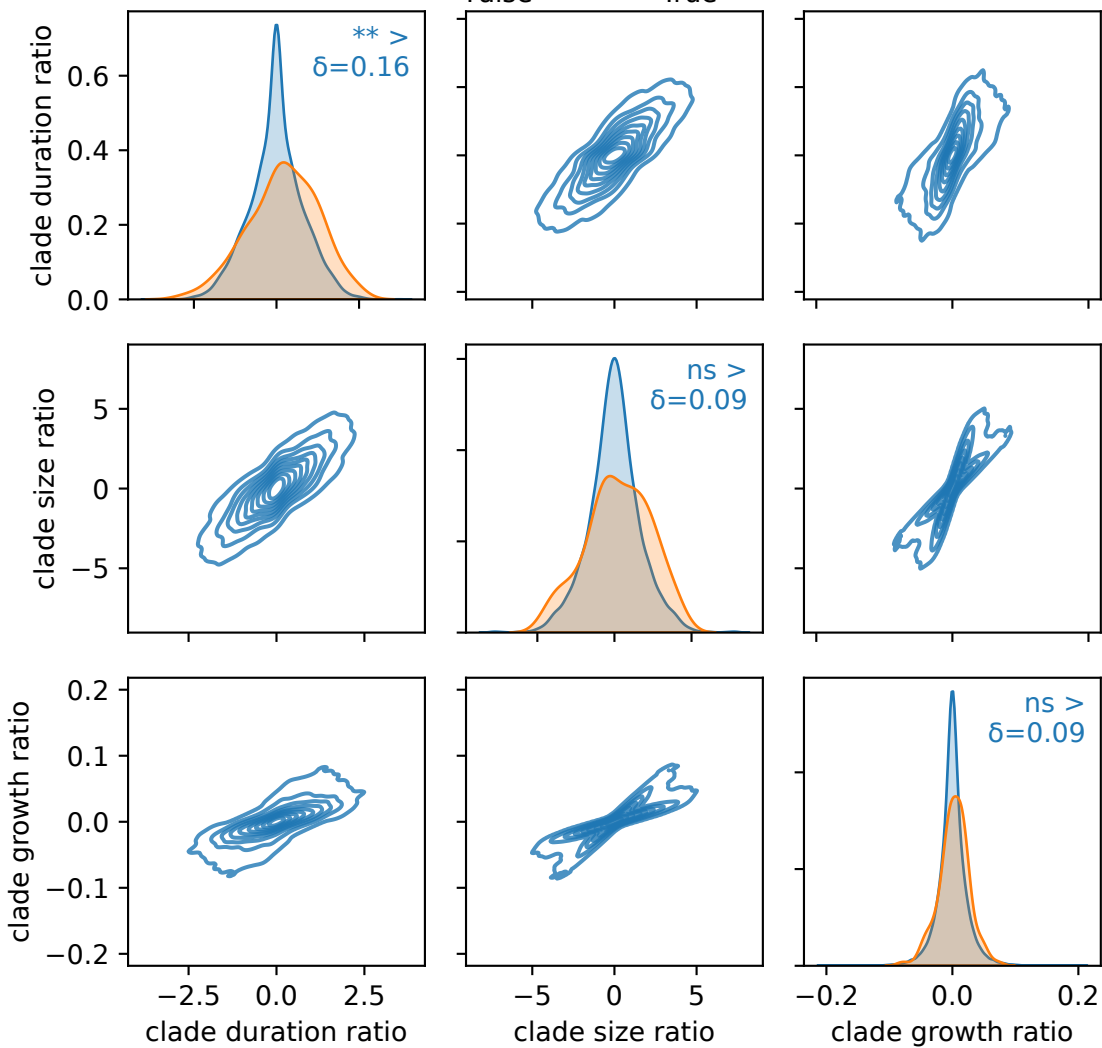 clade duration ratio
0.6
0.4
0.2
0.0
** >
δ=0.16
clade size ratio
5
0
−5
ns >
δ=0.09
clade growth ratio
0.2
0.1
0.0
−0.1
−0.2
ns >
δ=0.09
−2.5 0.0 2.5
−5 0 5
−0.2 0.0 0.2
clade duration ratio
clade size ratio
clade growth ratio